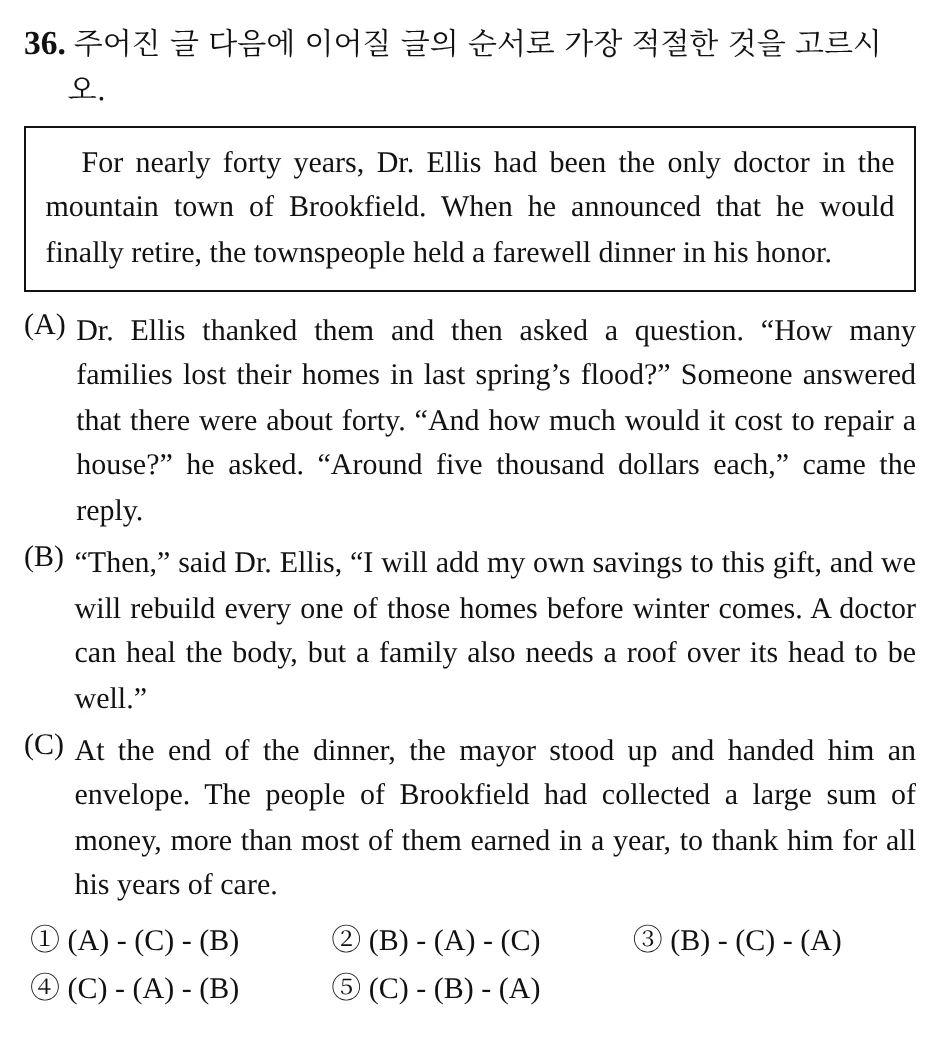 36. 주어진 글 다음에 이어질 글의 순서로 가장 적절한 것을 고르시
오.
For nearly forty years, Dr. Ellis had been the only doctor in the
mountain town of Brookfield. When he announced that he would
finally retire, the townspeople held a farewell dinner in his honor.
(A) Dr. Ellis thanked them and then asked a question. “How many
families lost their homes in last spring’s flood?” Someone answered
that there were about forty. “And how much would it cost to repair a
house?” he asked. “Around five thousand dollars each,” came the
reply.
(B) “Then,” said Dr. Ellis, “I will add my own savings to this gift, and we
will rebuild every one of those homes before winter comes. A doctor
can heal the body, but a family also needs a roof over its head to be
well.”
(C) At the end of the dinner, the mayor stood up and handed him an
envelope. The people of Brookfield had collected a large sum of
money, more than most of them earned in a year, to thank him for all
his years of care.
① (A) - (C) - (B) ② (B) - (A) - (C) ③ (B) - (C) - (A)
④ (C) - (A) - (B) ⑤ (C) - (B) - (A)